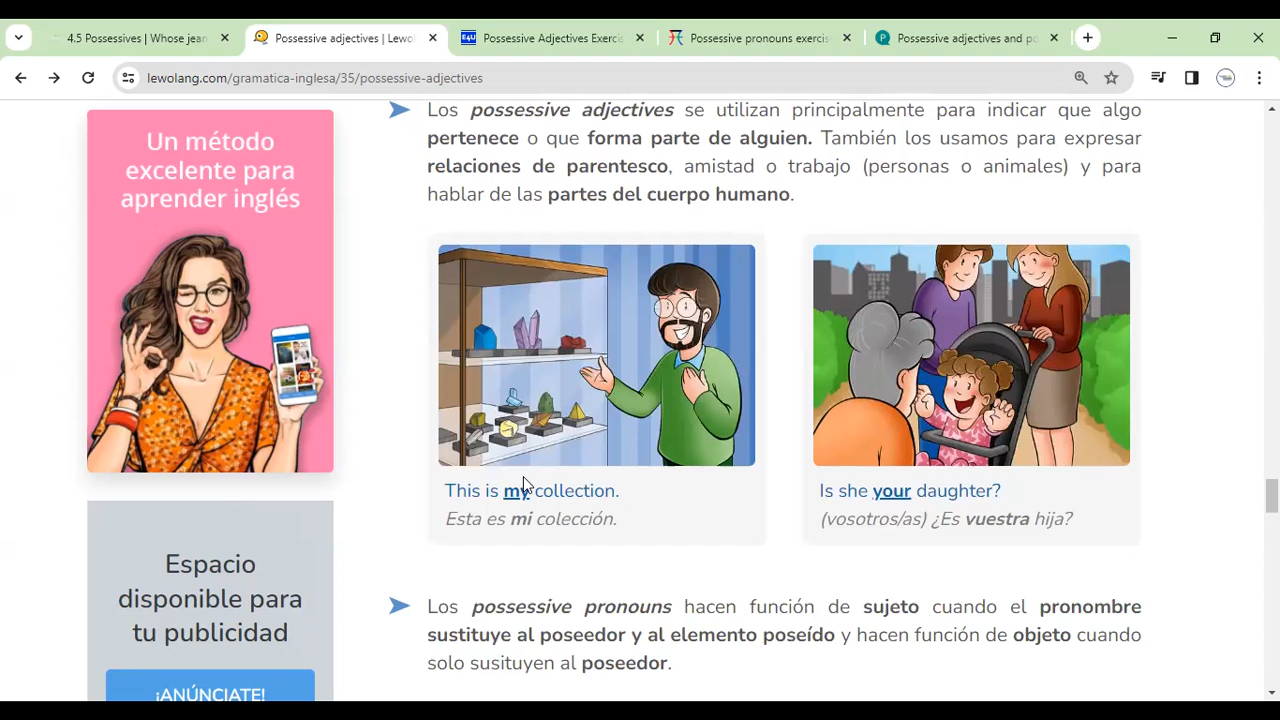 4.5 Possessives | Whose jean
Possessive adjectives | Lewol
Possessive Adjectives Exercis
Possessive pronouns exercis
Possessive adjectives and po
lewolang.com/gramatica-inglesa/35/possessive-adjectives
Un método
excelente para
aprender inglés
Espacio
disponible para
tu publicidad
¡ANÚNCIATE!
Los possessive adjectives se utilizan principalmente para indicar que algo
pertenece o que forma parte de alguien. También los usamos para expresar
relaciones de parentesco, amistad o trabajo (personas o animales) y para
hablar de las partes del cuerpo humano.
This is my collection.
Esta es mi colección.
Is she your daughter?
(vosotros/as) ¿Es vuestra hija?
Los possessive pronouns hacen función de sujeto cuando el pronombre
sustituye al poseedor y al elemento poseído y hacen función de objeto cuando
solo susituyen al poseedor.